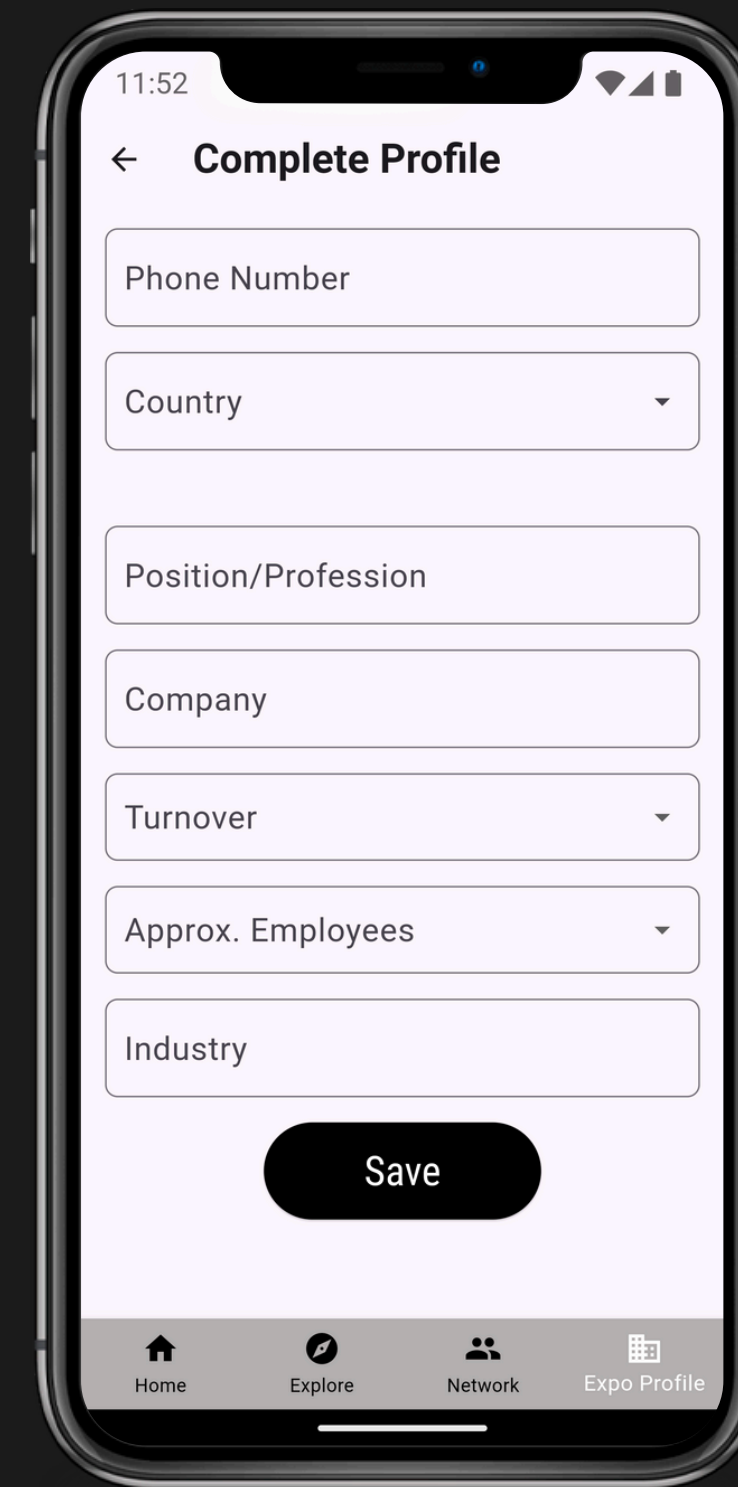 11:52
Complete Profile
Phone Number
Country
Position/Profession
Company
Turnover
Approx. Employees
Industry
Save
Home Explore Network Expo Profile